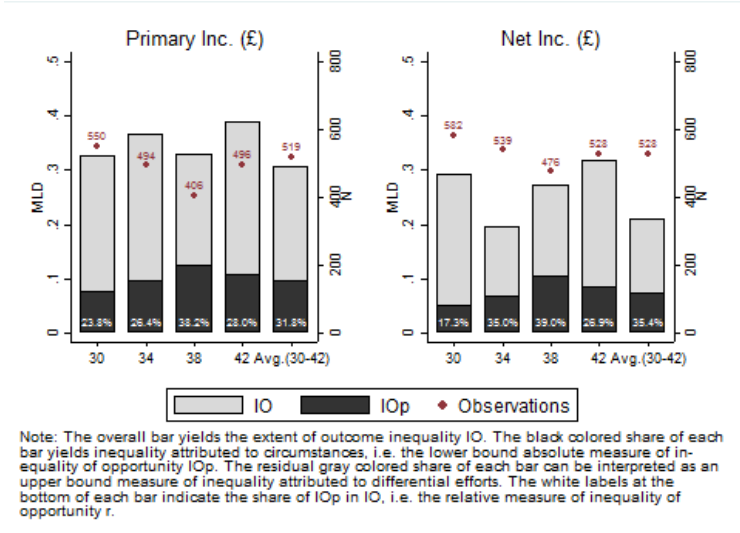 Primary Inc. (£)
Net Inc. (£)
.5
.4
.3
.2
.1
0
MLD
800
600
400
200
0
N
550
494
406
496
519
23.8%
26.4%
38.2%
28.0%
31.8%
30
34
38
42
Avg.(30-42)
.5
.4
.3
.2
.1
0
MLD
800
600
400
200
0
N
582
539
476
528
528
17.3%
35.0%
39.0%
26.9%
35.4%
30
34
38
42
Avg.(30-42)
IO
IOp
Observations
Note: The overall bar yields the extent of outcome inequality IO. The black colored share of each
bar yields inequality attributed to circumstances, i.e. the lower bound absolute measure of in-
equality of opportunity IOp. The residual gray colored share of each bar can be interpreted as an
upper bound measure of inequality attributed to differential efforts. The white labels at the
bottom of each bar indicate the share of IOp in IO, i.e. the relative measure of inequality of
opportunity r.